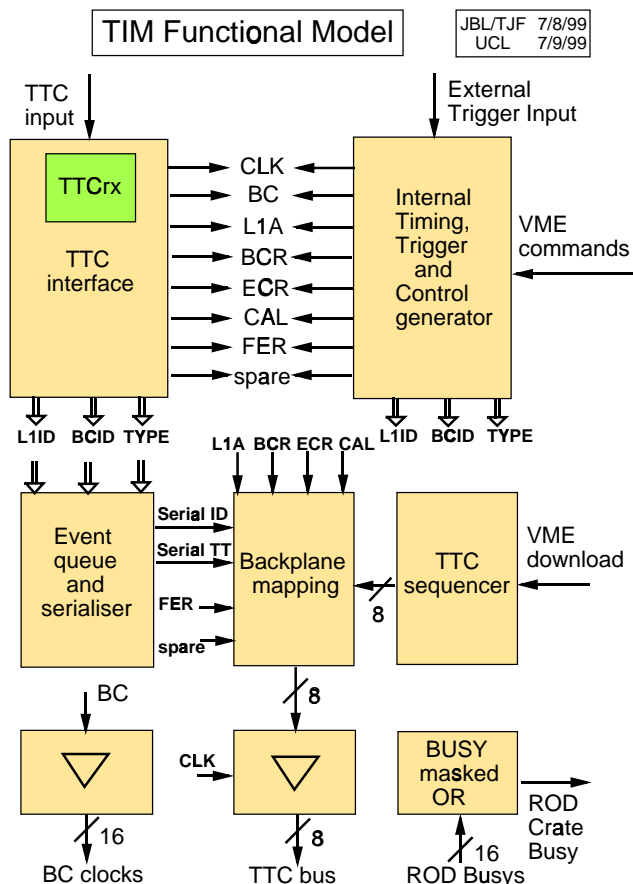 TIM Functional Model
JBL/TJF 7/8/99
UCL 7/9/99
TTC
input
External
Trigger Input
TTCrx
TTC
interface
CLK
BC
L1A
BCR
ECR
CAL
FER
spare
Internal
Timing,
Trigger
and
Control
generator
VME
commands
L1ID BCID TYPE
L1ID BCID TYPE
L1A BCR ECR CAL
Event
queue
and
serialiser
Serial ID
Serial TT
FER
spare
Backplane
mapping
8
TTC
sequencer
VME
download
BC
8
CLK
BUSY
masked
OR
ROD
Crate
Busy
16
8
16
BC clocks
TTC bus
ROD Busys